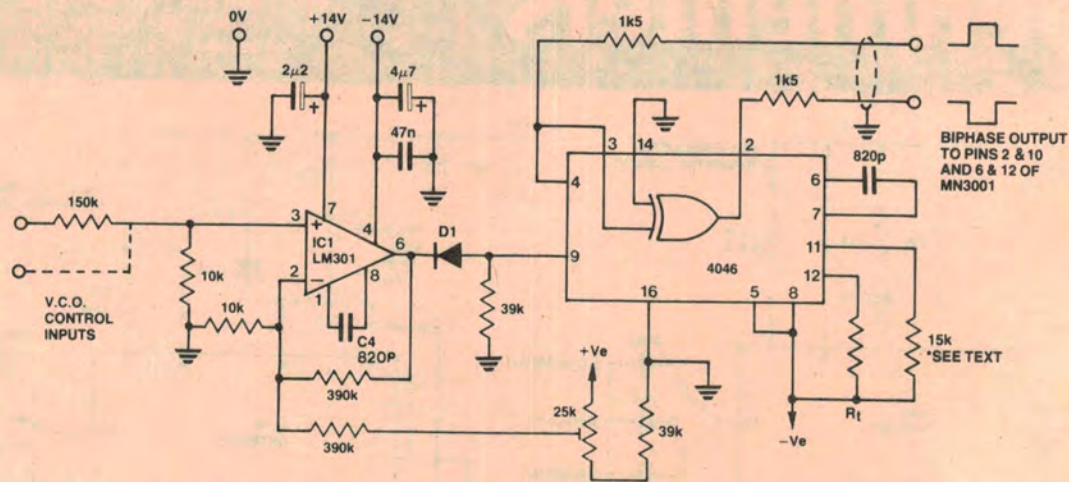 0V
+14V
−14V
2µ2
+
4µ7
+
47n
150k
3
+
7
IC1
LM301
4
6
2
−
1
8
10k
10k
V.C.O.
CONTROL
INPUTS
C4
820P
390k
390k
D1
39k
1k5
1k5
3
14
2
4
9
4046
6
7
11
12
16
5
8
820p
BIPHASE OUTPUT
TO PINS 2 & 10
AND 6 & 12 OF
MN3001
+Ve
25k
39k
Rt
15k
*SEE TEXT
−Ve